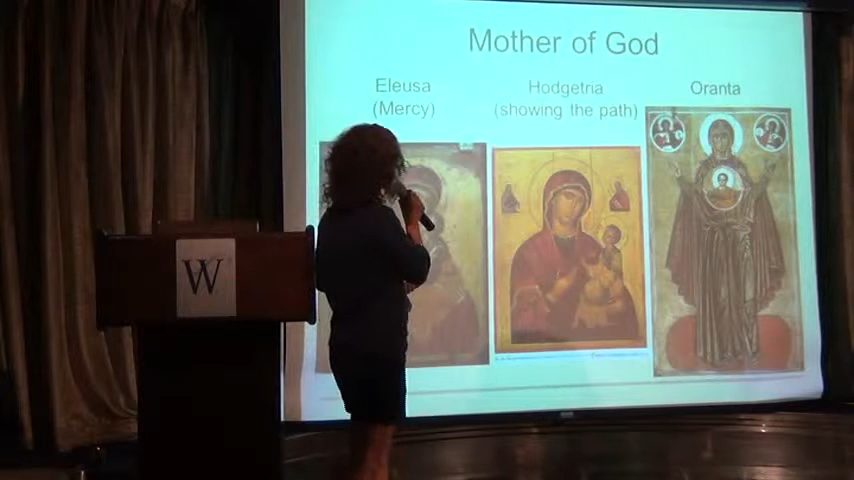 Mother of God
Eleusa
(Mercy)
Hodgetria
(showing the path)
Oranta
W